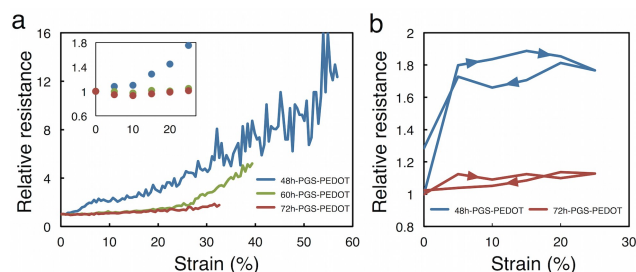 a
Relative resistance
16
12
8
4
0
0
10
20
30
40
50
60
Strain (%)
1.8
1.4
1
0.6
0
10
20
48h-PGS-PEDOT
60h-PGS-PEDOT
72h-PGS-PEDOT
b
Relative resistance
2
1.8
1.6
1.4
1.2
1
0.8
0
10
20
30
Strain (%)
48h-PGS-PEDOT
72h-PGS-PEDOT